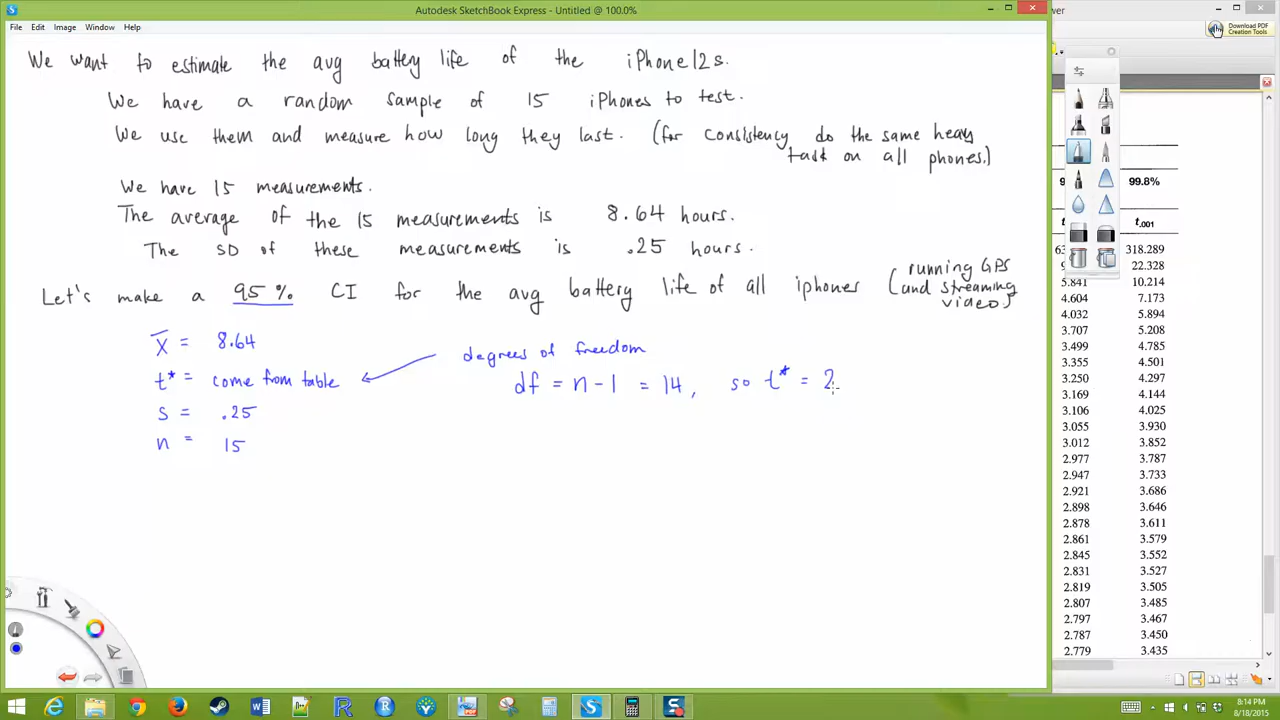 Autodesk SketchBook Express - Untitled @ 100.0%
File Edit Image Window Help
Download PDF
Creation Tools
We want to estimate the avg battery life of the iPhone12s.
We have a random sample of 15 iPhones to test.
We use them and measure how long they last. (for consistency do the same heavy
task on all phones.)
We have 15 measurements.
The average of the 15 measurements is 8.64 hours.
The SD of these measurements is .25 hours.
Let's make a 95% CI for the avg battery life of all iphones (running GPS
and streaming
video)
x̄ = 8.64
t* = come from table
s = .25
n = 15
degrees of freedom
df = n - 1 = 14, so t* = 2.
99.8%
t.001
63 318.289
9 22.328
5.841 10.214
4.604 7.173
4.032 5.894
3.707 5.208
3.499 4.785
3.355 4.501
3.250 4.297
3.169 4.144
3.106 4.025
3.055 3.930
3.012 3.852
2.977 3.787
2.947 3.733
2.921 3.686
2.898 3.646
2.878 3.611
2.861 3.579
2.845 3.552
2.831 3.527
2.819 3.505
2.807 3.485
2.797 3.467
2.787 3.450
2.779 3.435
8:14 PM
8/18/2015